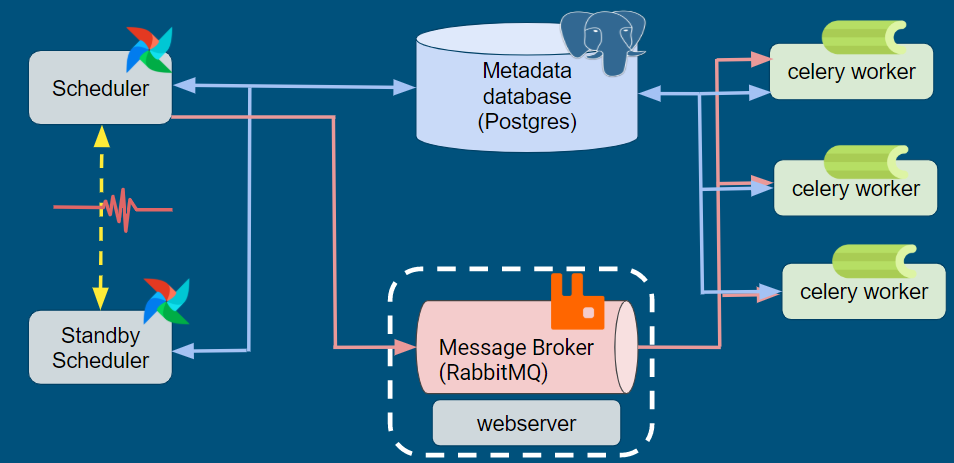 Scheduler
Metadata
database
(Postgres)
celery worker
celery worker
celery worker
Standby
Scheduler
Message Broker
(RabbitMQ)
webserver